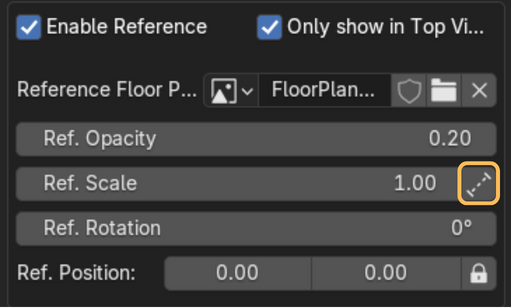 Enable Reference Only show in Top Vi...
Reference Floor P... FloorPlan...
Ref. Opacity 0.20
Ref. Scale 1.00
Ref. Rotation 0°
Ref. Position: 0.00 0.00